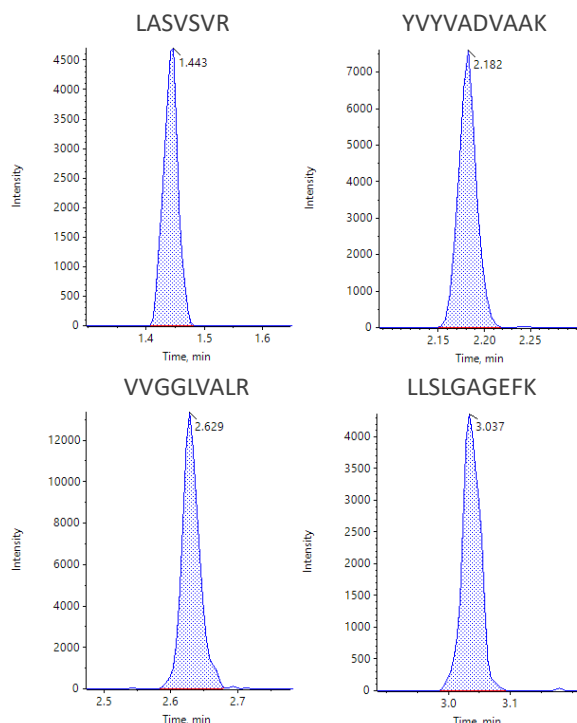 LASVSVR
4500
4000
3500
3000
2500
2000
1500
1000
500
0
Intensity
1.443
1.4 1.5 1.6
Time, min
YVYVADVAAK
7000
6000
5000
4000
3000
2000
1000
0
Intensity
2.182
2.15 2.20 2.25
Time, min
VVGGLVALR
12000
10000
8000
6000
4000
2000
0
Intensity
2.629
2.5 2.6 2.7
Time, min
LLSLGAGEFK
4000
3500
3000
2500
2000
1500
1000
500
0
Intensity
3.037
3.0 3.1
Time, min